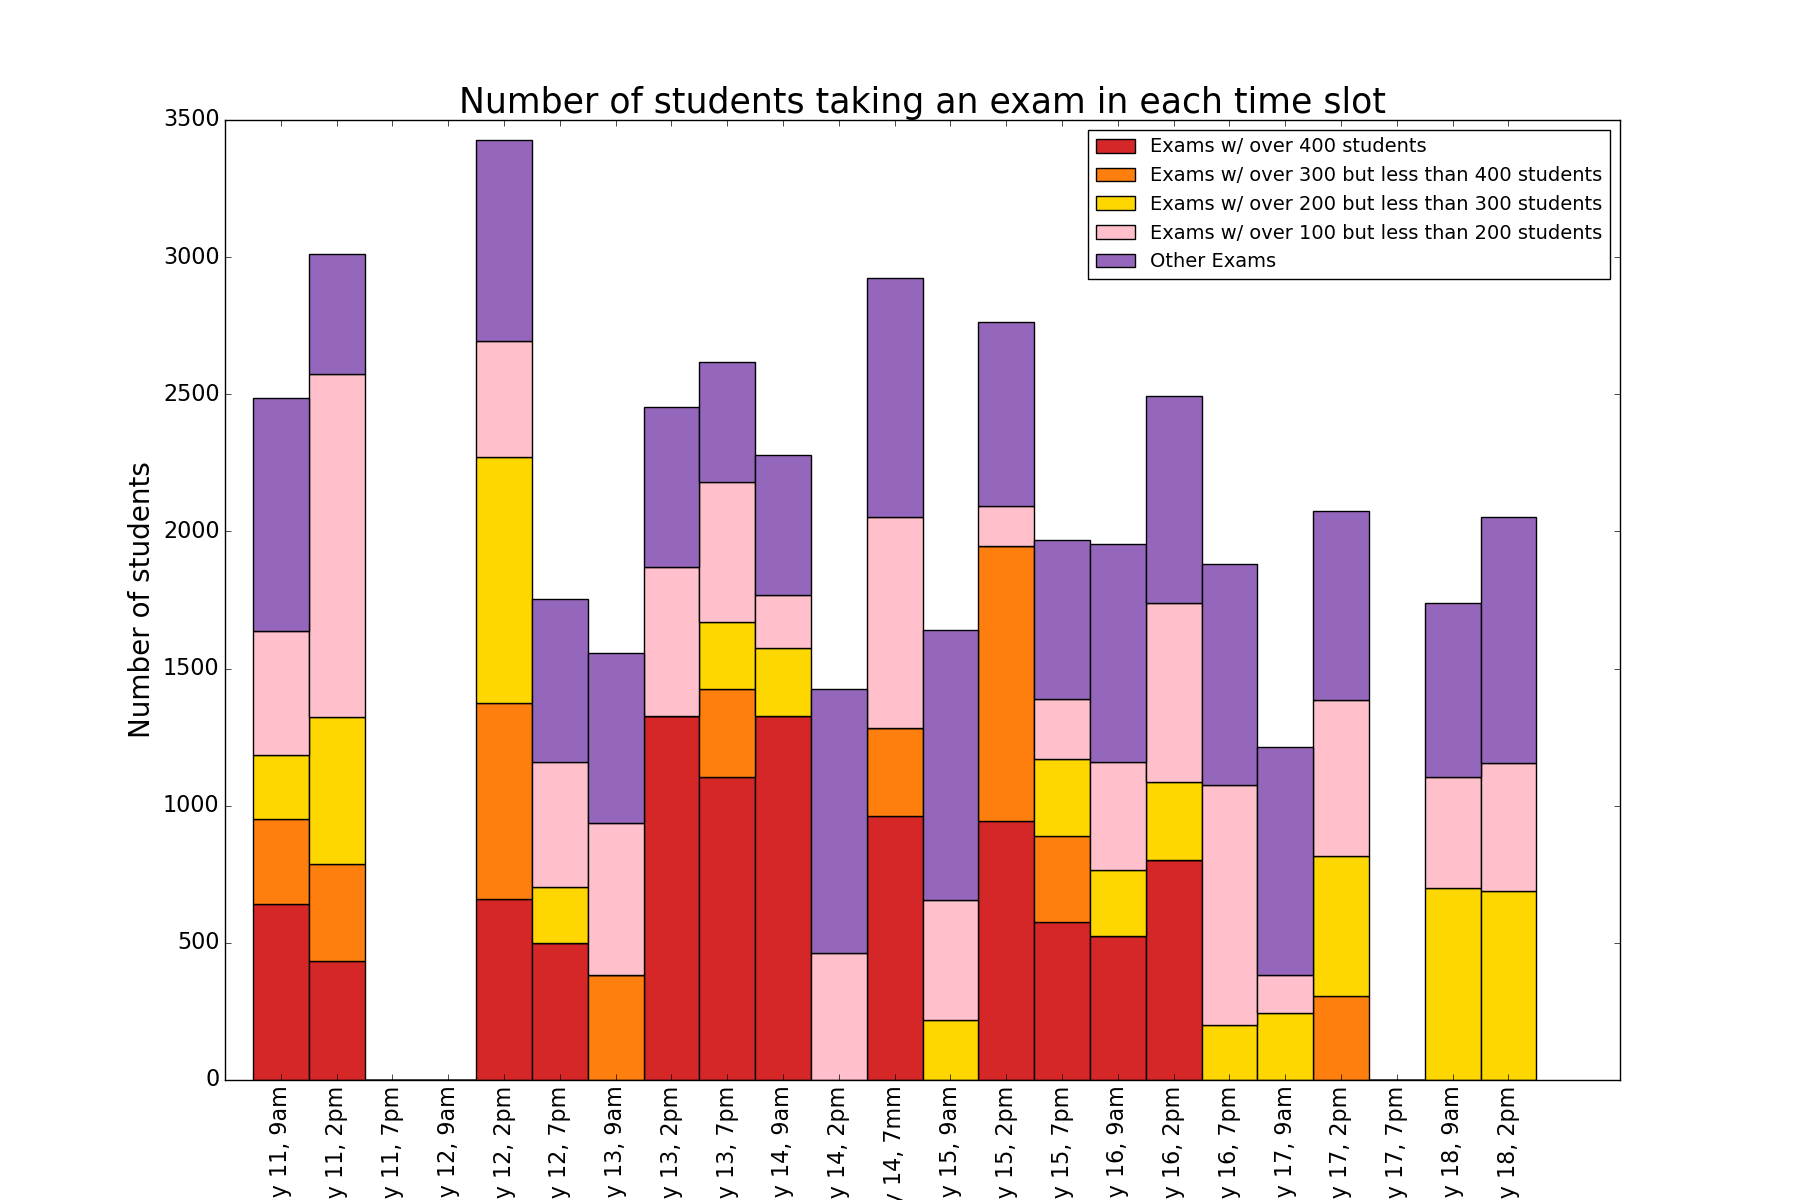 Number of students taking an exam in each time slot
Exams w/ over 400 students
Exams w/ over 300 but less than 400 students
Exams w/ over 200 but less than 300 students
Exams w/ over 100 but less than 200 students
Other Exams
Number of students
3500
3000
2500
2000
1500
1000
500
0
y 11, 9am
y 11, 2pm
y 11, 7pm
y 12, 9am
y 12, 2pm
y 12, 7pm
y 13, 9am
y 13, 2pm
y 13, 7pm
y 14, 9am
y 14, 2pm
y 14, 7mm
y 15, 9am
y 15, 2pm
y 15, 7pm
y 16, 9am
y 16, 2pm
y 16, 7pm
y 17, 9am
y 17, 2pm
y 17, 7pm
y 18, 9am
y 18, 2pm